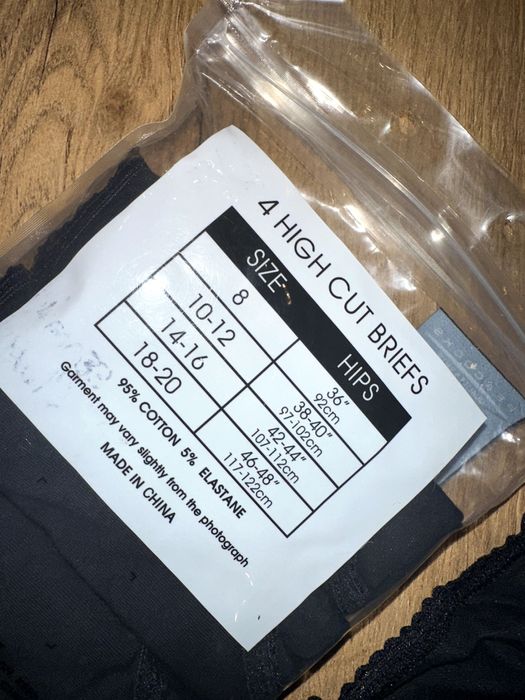 4 HIGH CUT BRIEFS
SIZE HIPS
8 36" 92cm
10-12 38-40" 97-102cm
14-16 42-44" 107-112cm
18-20 46-48" 117-122cm
95% COTTON 5% ELASTANE
Garment may vary slightly from the photograph
MADE IN CHINA